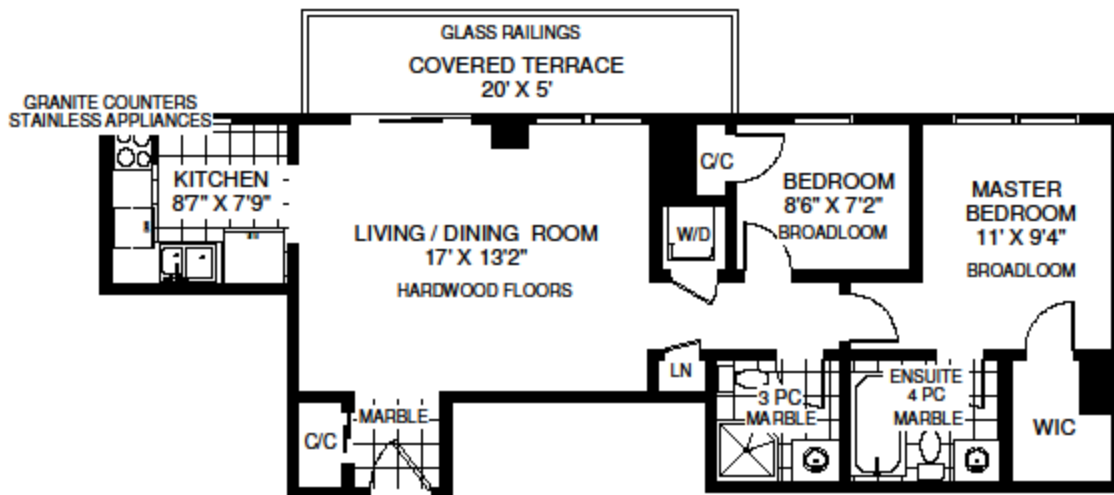 GLASS RAILINGS
COVERED TERRACE
20' X 5'
GRANITE COUNTERS
STAINLESS APPLIANCES
KITCHEN
8'7" X 7'9"
LIVING / DINING ROOM
17' X 13'2"
HARDWOOD FLOORS
C/C
W/D
BEDROOM
8'6" X 7'2"
BROADLOOM
MASTER
BEDROOM
11' X 9'4"
BROADLOOM
LN
3 PC
MARBLE
ENSUITE
4 PC
MARBLE
WIC
MARBLE
C/C